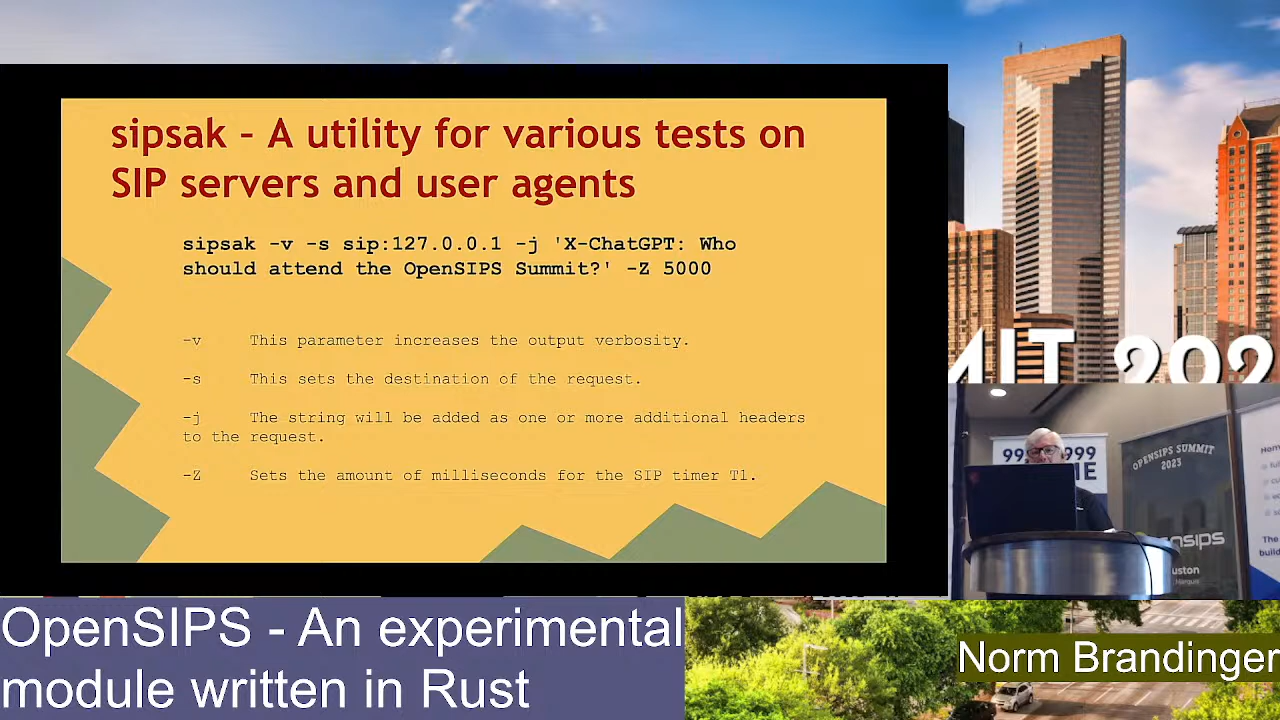 sipsak – A utility for various tests on
SIP servers and user agents
sipsak -v -s sip:127.0.0.1 -j 'X-ChatGPT: Who
should attend the OpenSIPS Summit?' -Z 5000
-v This parameter increases the output verbosity.
-s This sets the destination of the request.
-j The string will be added as one or more additional headers
to the request.
-Z Sets the amount of milliseconds for the SIP timer T1.
MIT 202
OPENSIPS SUMMIT
2023
OpenSIPS - An experimental
module written in Rust
Norm Brandinger